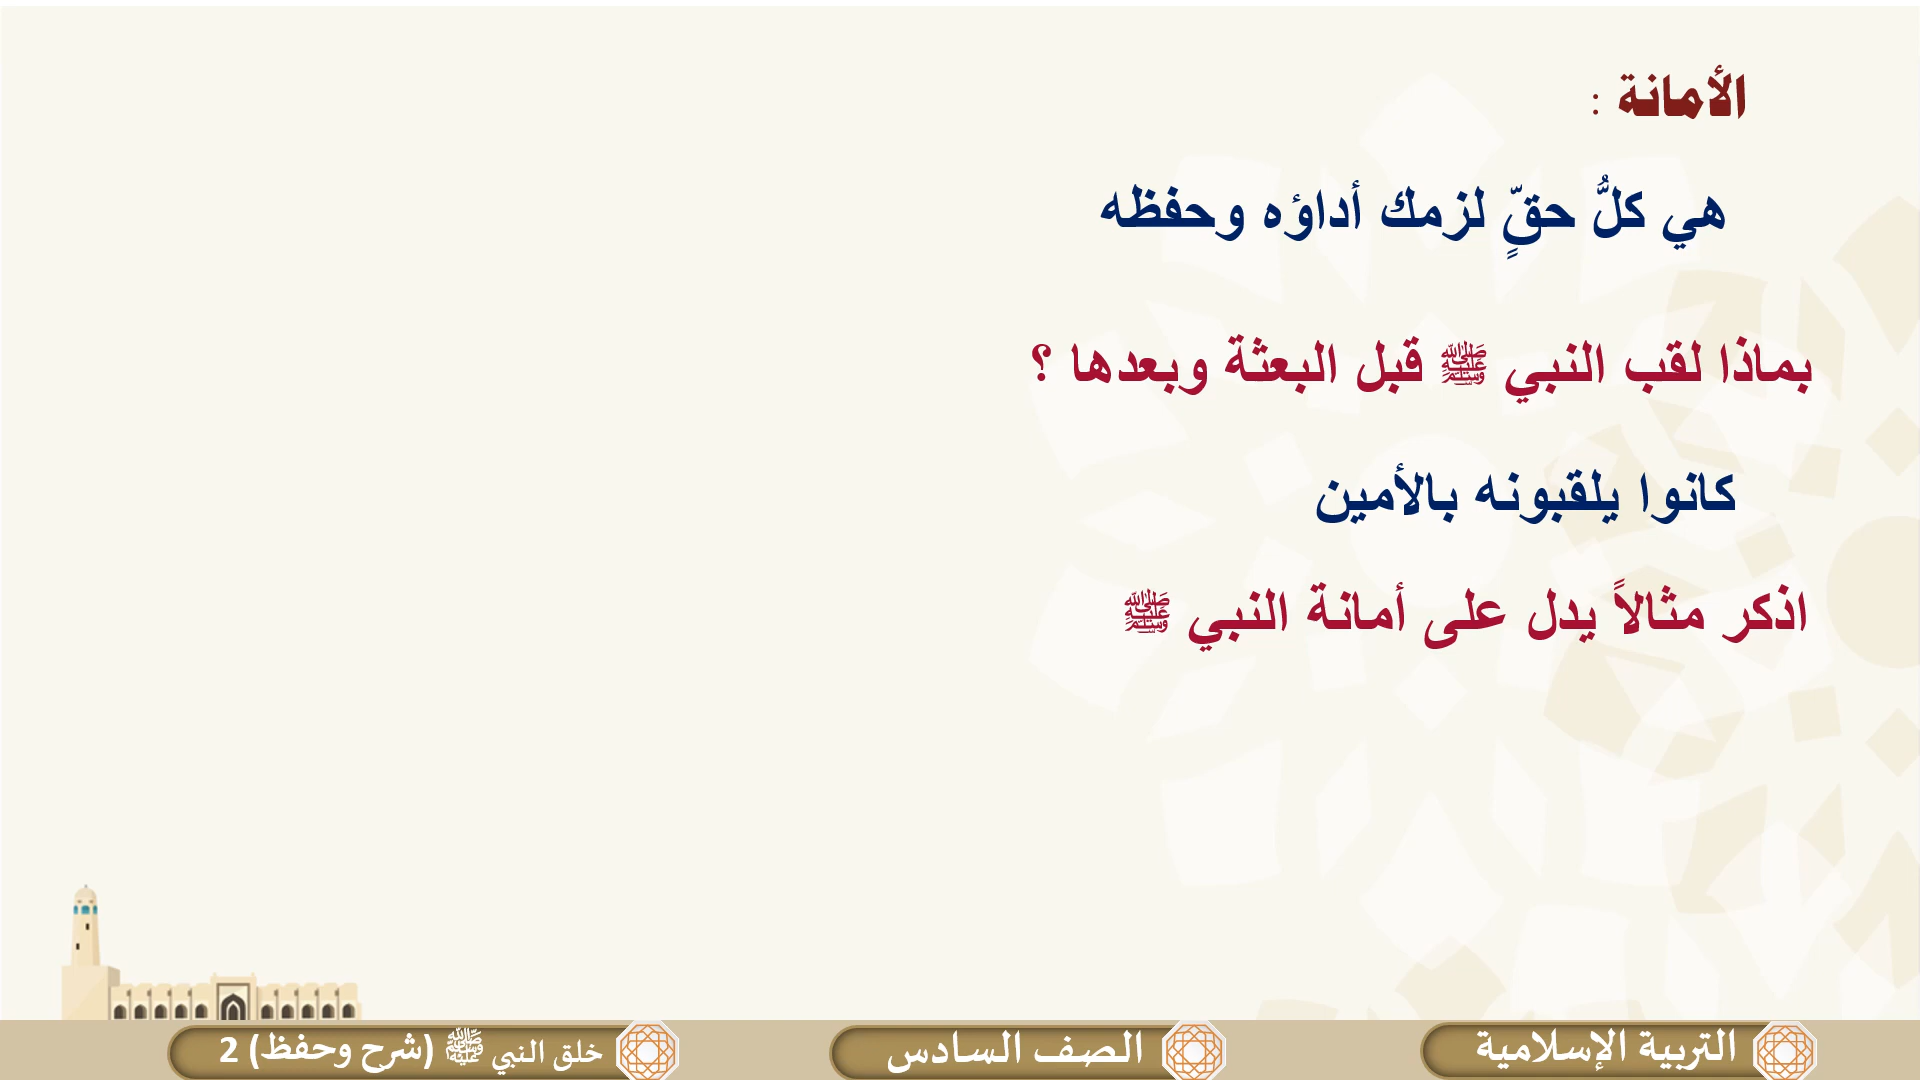 الأمانة :
هي كلُّ حقٍّ لزمك أداؤه وحفظه
بماذا لقب النبي ﷺ قبل البعثة وبعدها ؟
كانوا يلقبونه بالأمين
اذكر مثالاً يدل على أمانة النبي ﷺ
التربية الإسلامية
الصف السادس
خلق النبي ﷺ (شرح وحفظ) 2